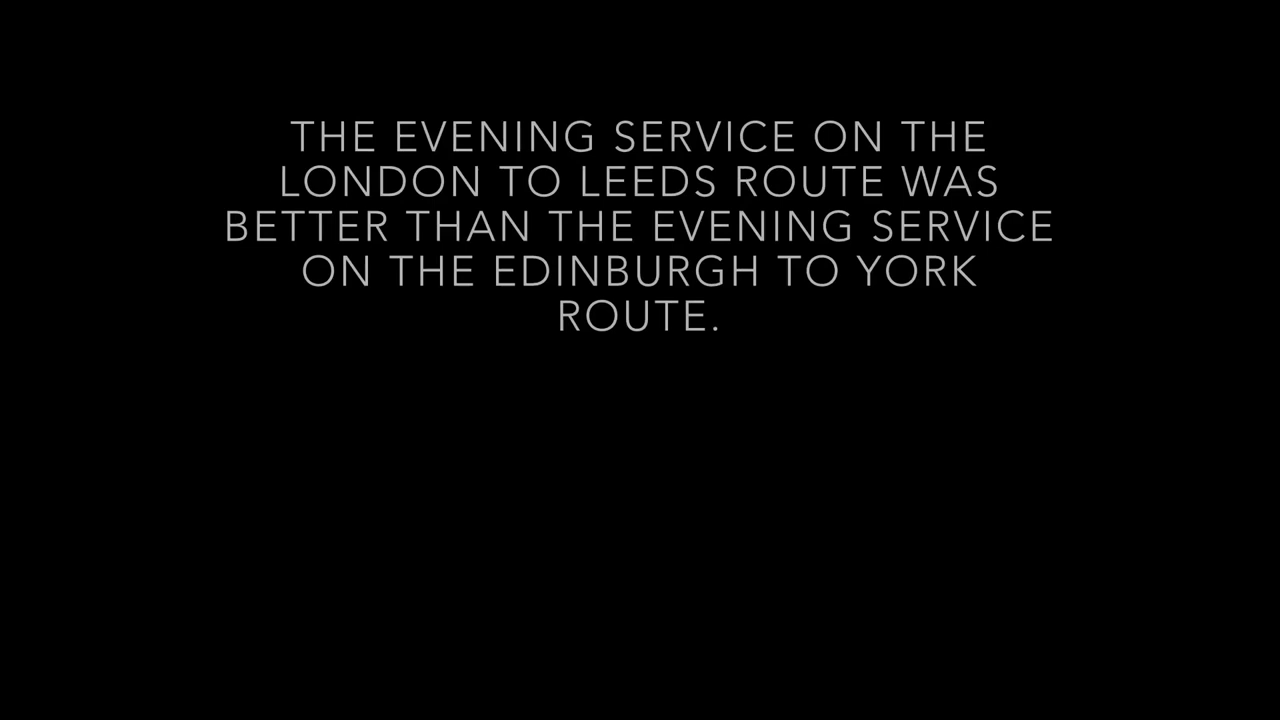 THE EVENING SERVICE ON THE
LONDON TO LEEDS ROUTE WAS
BETTER THAN THE EVENING SERVICE
ON THE EDINBURGH TO YORK
ROUTE.